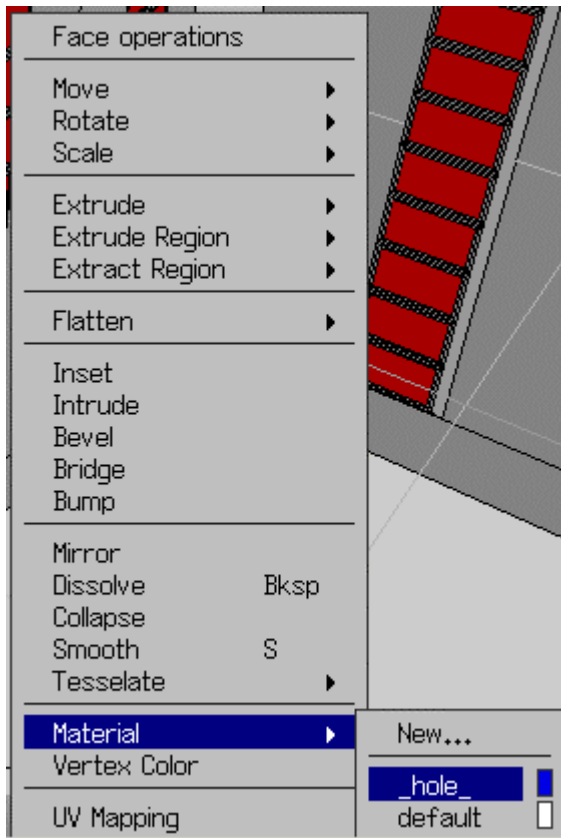 Face operations
Move
Rotate
Scale
Extrude
Extrude Region
Extract Region
Flatten
Inset
Intrude
Bevel
Bridge
Bump
Mirror
Dissolve Bksp
Collapse
Smooth S
Tesselate
Material
Vertex Color
UV Mapping
New...
_hole_
default